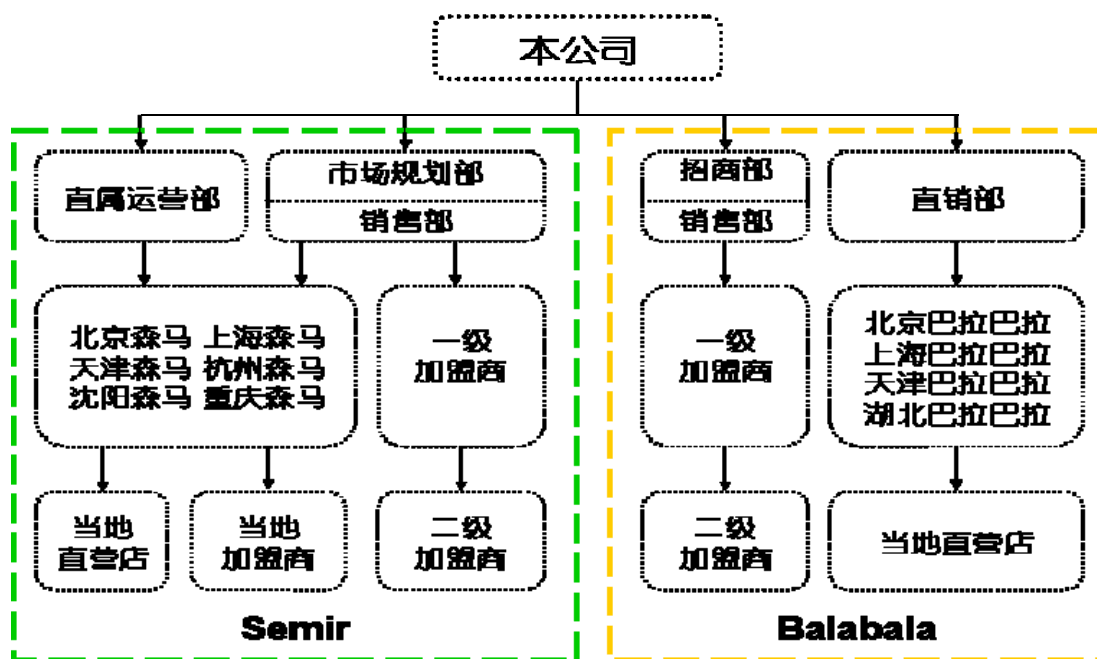 本公司
直属运营部
市场规划部
销售部
招商部
销售部
直销部
北京森马 上海森马
天津森马 杭州森马
沈阳森马 重庆森马
一级
加盟商
一级
加盟商
北京巴拉巴拉
上海巴拉巴拉
天津巴拉巴拉
湖北巴拉巴拉
当地
直营店
当地
加盟商
二级
加盟商
二级
加盟商
当地直营店
Semir
Balabala